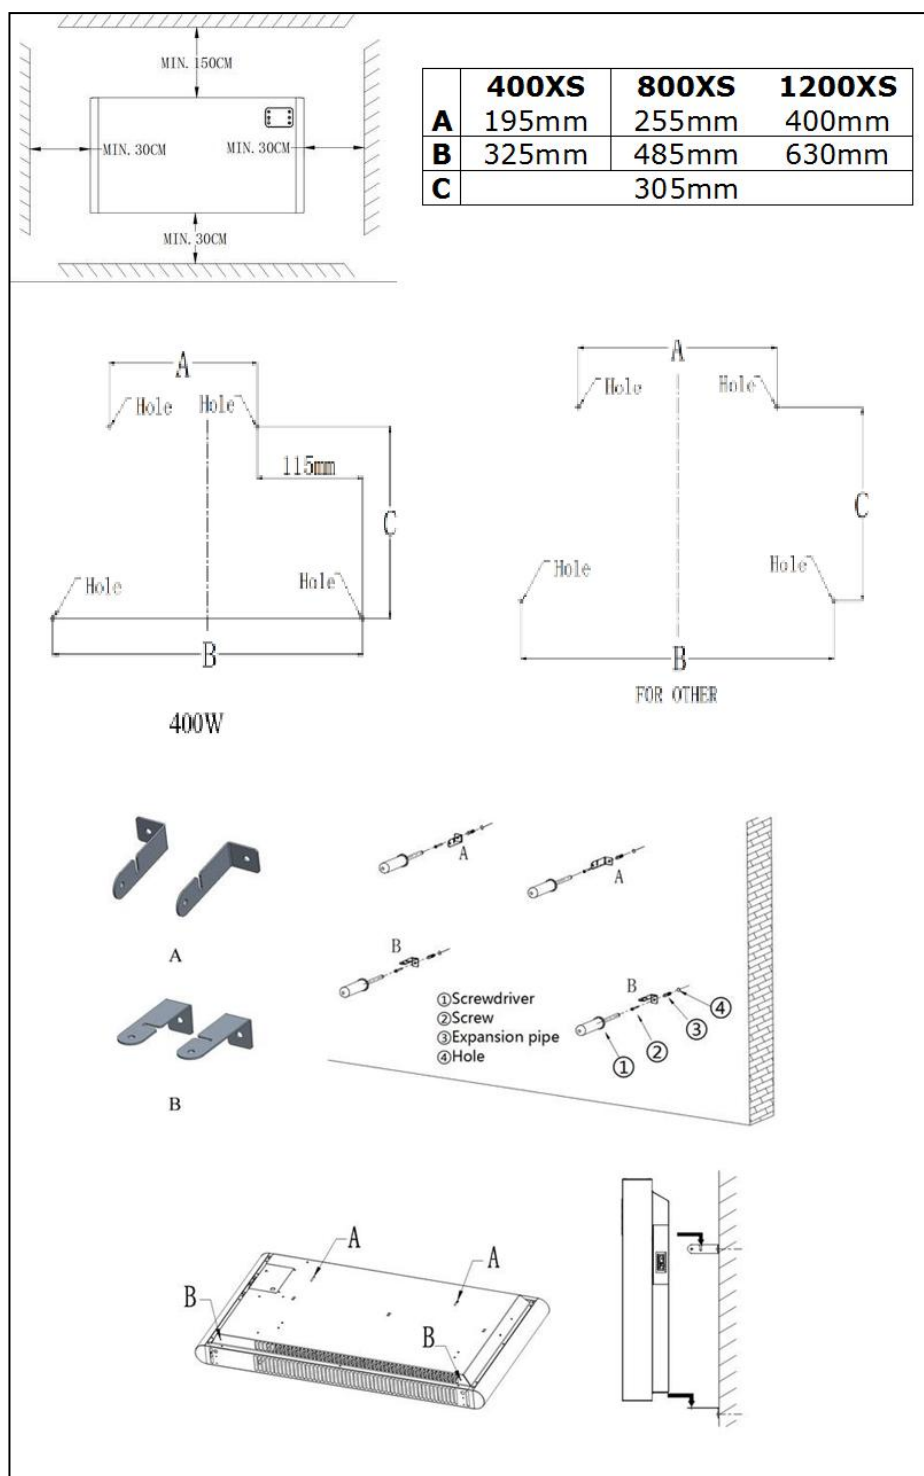 MIN. 150CM
MIN. 30CM
MIN. 30CM
MIN. 30CM
400XS 800XS 1200XS
A 195mm 255mm 400mm
B 325mm 485mm 630mm
C 305mm
A
Hole
Hole
115mm
C
Hole
Hole
B
400W
A
Hole
Hole
C
Hole
Hole
B
FOR OTHER
A
B
A
A
B
B
①Screwdriver
②Screw
③Expansion pipe
④Hole
①
②
③
④
A
A
B
B